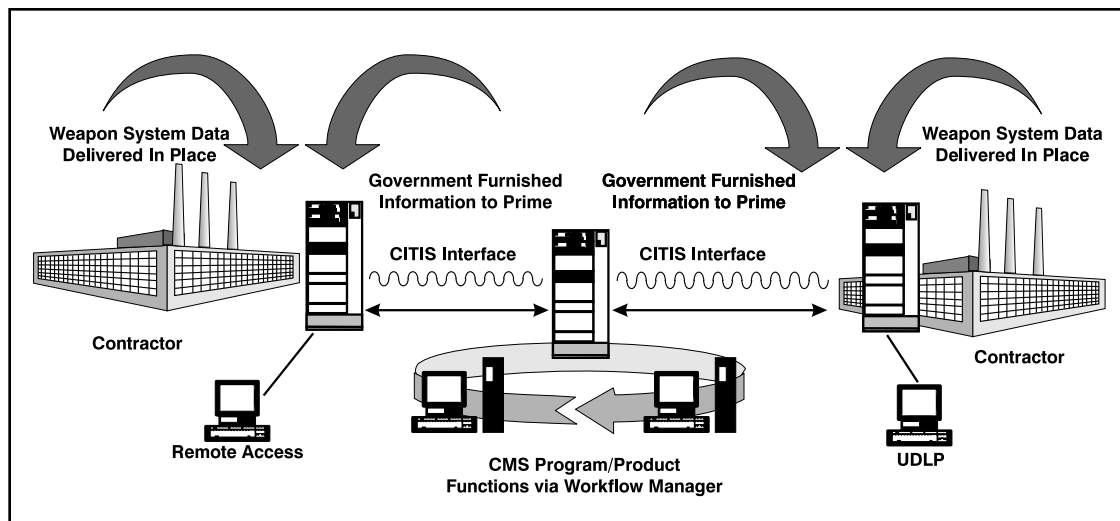 Weapon System Data
Delivered In Place
Government Furnished
Information to Prime
Government Furnished
Information to Prime
Weapon System Data
Delivered In Place
CITIS Interface
CITIS Interface
Contractor
Contractor
Remote Access
CMS Program/Product
Functions via Workflow Manager
UDLP